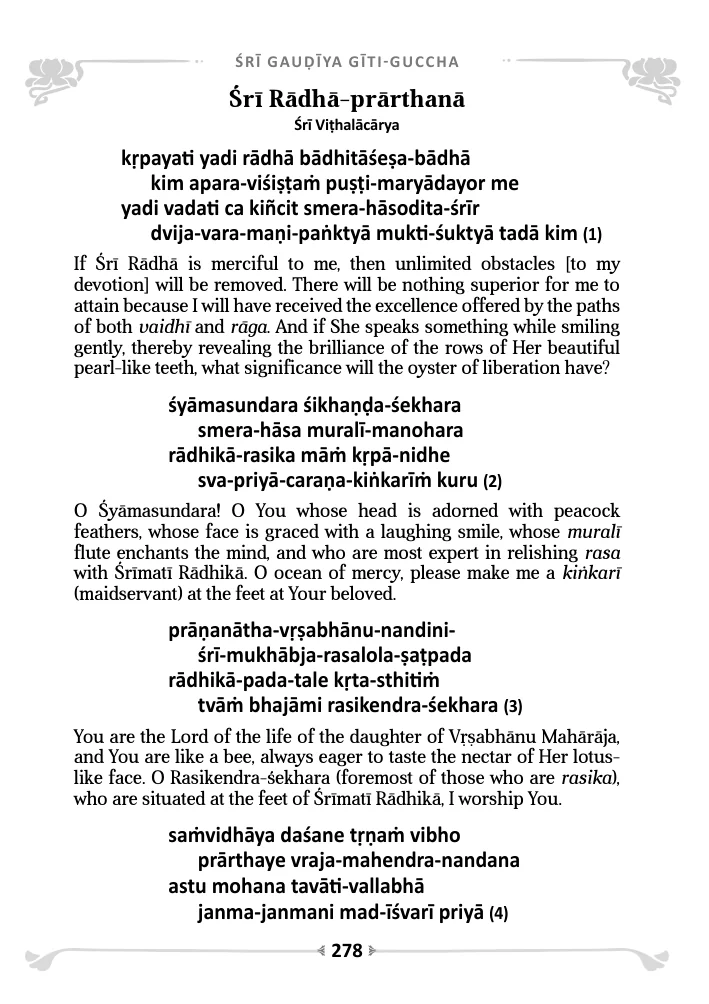 ŚRĪ GAUḌĪYA GĪTI-GUCCHA
Śrī Rādhā-prārthanā
Śrī Viṭhalācārya
kṛpayati yadi rādhā bādhitāśeṣa-bādhā
kim apara-viśiṣṭaṁ puṣṭi-maryādayor me
yadi vadati ca kiñcit smera-hāsodita-śrīr
dvija-vara-maṇi-paṅktyā mukti-śuktyā tadā kim (1)
If Śrī Rādhā is merciful to me, then unlimited obstacles [to my
devotion] will be removed. There will be nothing superior for me to
attain because I will have received the excellence offered by the paths
of both vaidhī and rāga. And if She speaks something while smiling
gently, thereby revealing the brilliance of the rows of Her beautiful
pearl-like teeth, what significance will the oyster of liberation have?
śyāmasundara śikhaṇḍa-śekhara
smera-hāsa muralī-manohara
rādhikā-rasika māṁ kṛpā-nidhe
sva-priyā-caraṇa-kiṅkarīṁ kuru (2)
O Śyāmasundara! O You whose head is adorned with peacock
feathers, whose face is graced with a laughing smile, whose muralī
flute enchants the mind, and who are most expert in relishing rasa
with Śrīmatī Rādhikā. O ocean of mercy, please make me a kiṅkarī
(maidservant) at the feet at Your beloved.
prāṇanātha-vṛṣabhānu-nandini-
śrī-mukhābja-rasalola-ṣaṭpada
rādhikā-pada-tale kṛta-sthitiṁ
tvāṁ bhajāmi rasikendra-śekhara (3)
You are the Lord of the life of the daughter of Vṛṣabhānu Mahārāja,
and You are like a bee, always eager to taste the nectar of Her lotus-
like face. O Rasikendra-śekhara (foremost of those who are rasika),
who are situated at the feet of Śrīmatī Rādhikā, I worship You.
saṁvidhāya daśane tṛṇaṁ vibho
prārthaye vraja-mahendra-nandana
astu mohana tavāti-vallabhā
janma-janmani mad-īśvarī priyā (4)
278